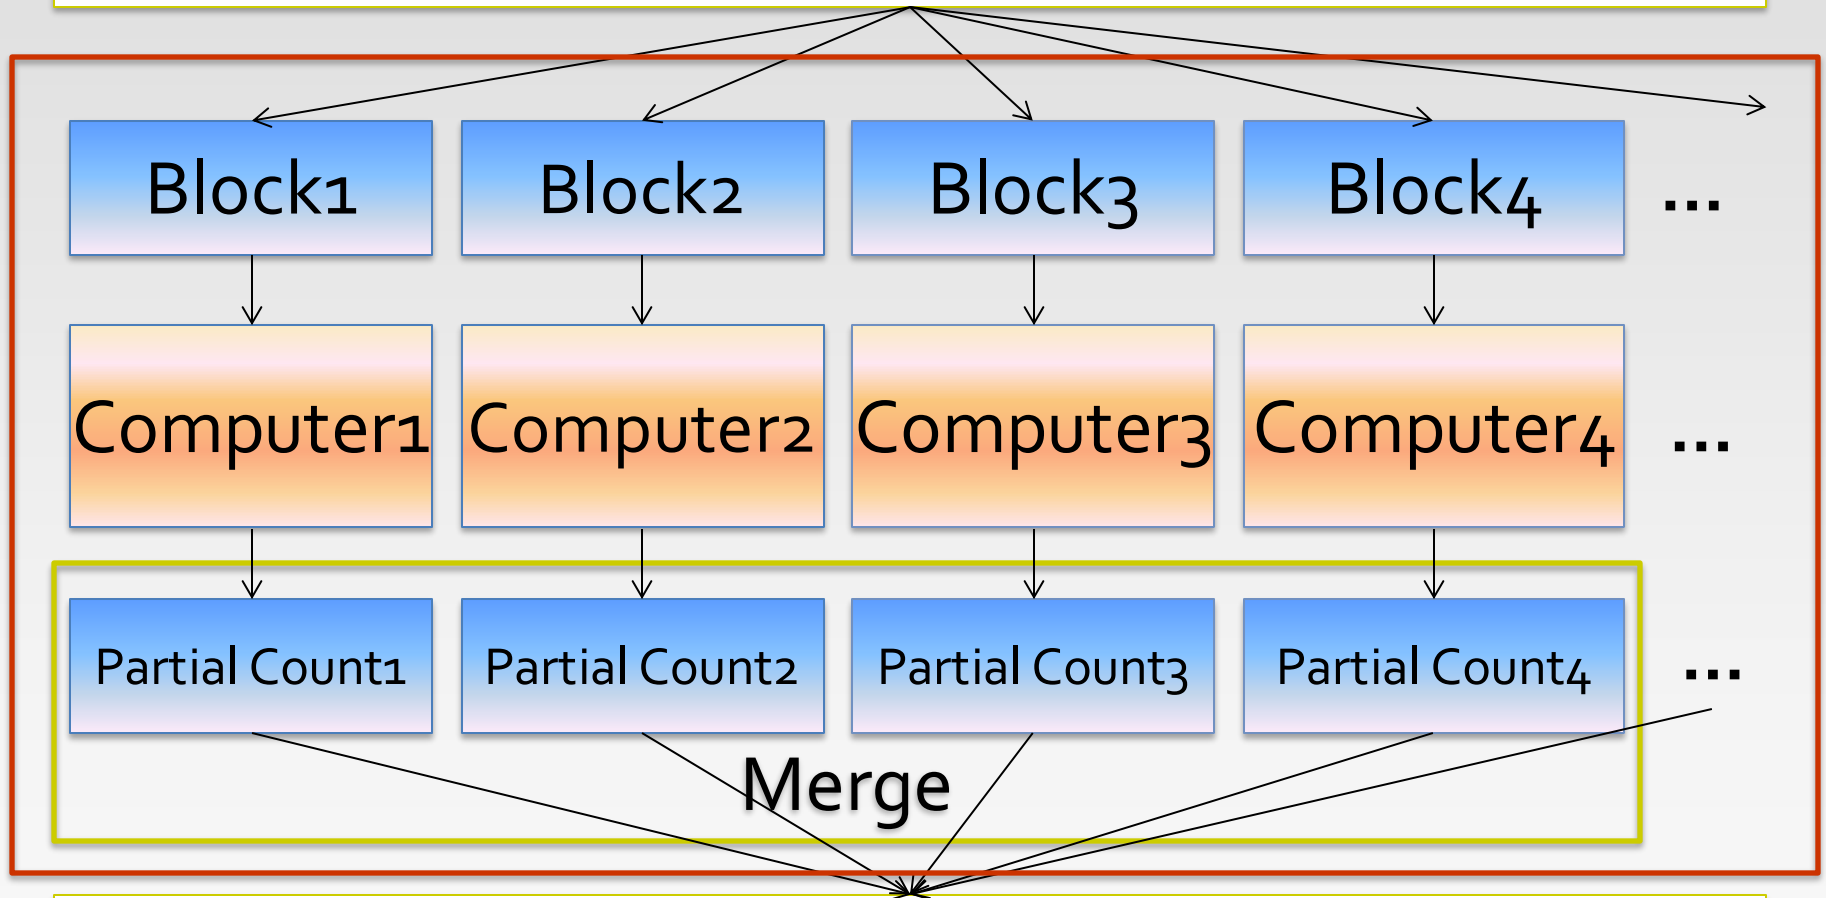 Block1 Block2 Block3 Block4 ...
Computer1 Computer2 Computer3 Computer4 ...
Partial Count1 Partial Count2 Partial Count3 Partial Count4 ...
Merge